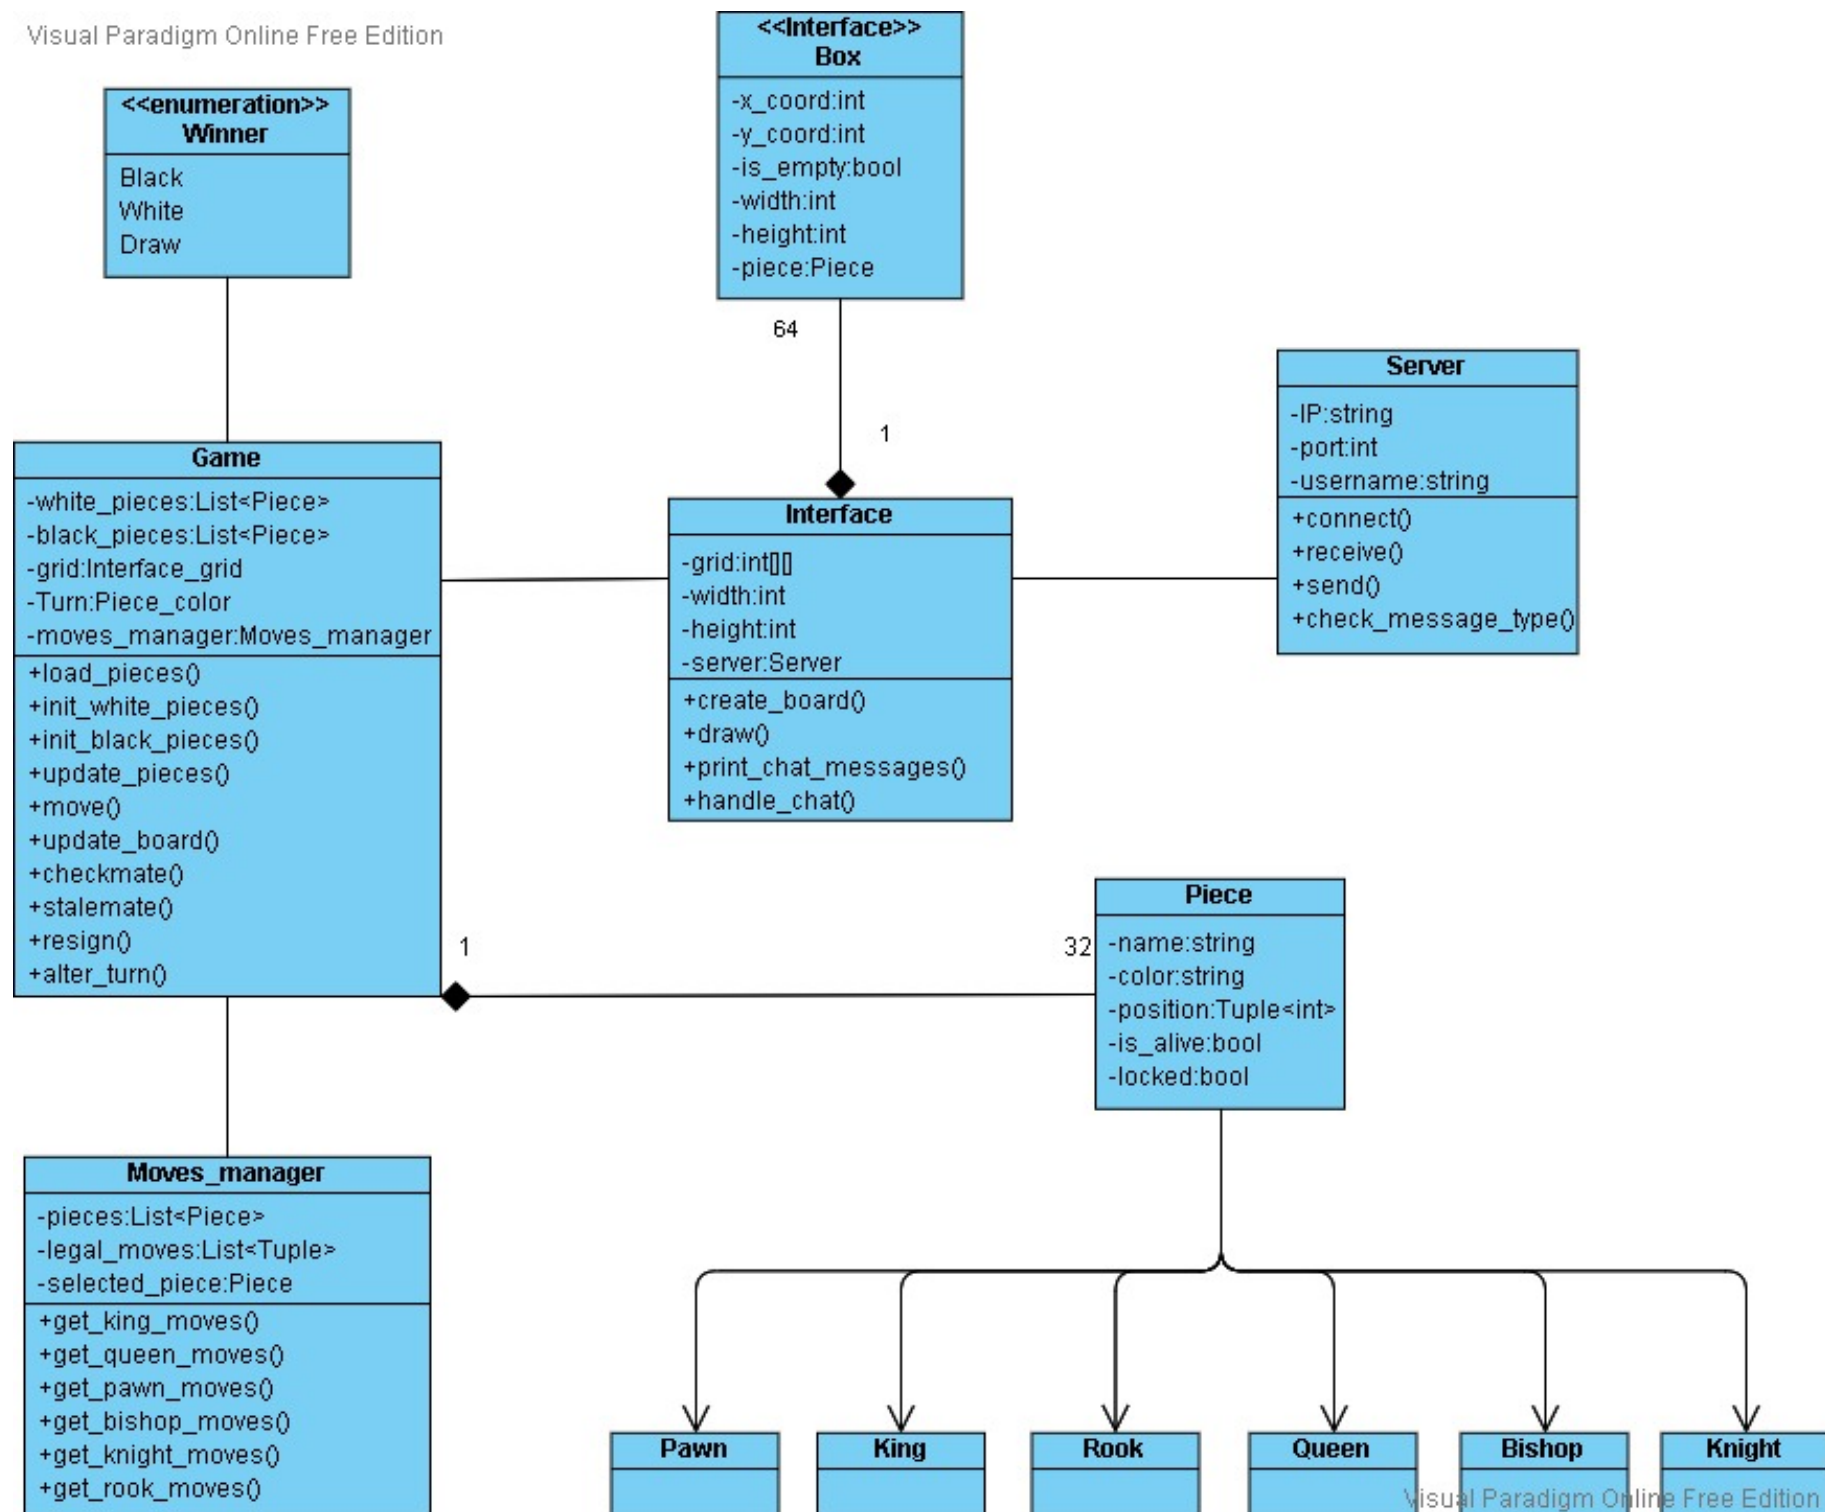 Visual Paradigm Online Free Edition
<<enumeration>>
Winner
Black
White
Draw
<<Interface>>
Box
-x_coord:int
-y_coord:int
-is_empty:bool
-width:int
-height:int
-piece:Piece
64
1
Server
-IP:string
-port:int
-username:string
+connect()
+receive()
+send()
+check_message_type()
Game
-white_pieces:List<Piece>
-black_pieces:List<Piece>
-grid:Interface_grid
-Turn:Piece_color
-moves_manager:Moves_manager
+load_pieces()
+init_white_pieces()
+init_black_pieces()
+update_pieces()
+move()
+update_board()
+checkmate()
+stalemate()
+resign()
+alter_turn()
Interface
-grid:int[][]
-width:int
-height:int
-server:Server
+create_board()
+draw()
+print_chat_messages()
+handle_chat()
1
32
Piece
-name:string
-color:string
-position:Tuple<int>
-is_alive:bool
-locked:bool
Moves_manager
-pieces:List<Piece>
-legal_moves:List<Tuple>
-selected_piece:Piece
+get_king_moves()
+get_queen_moves()
+get_pawn_moves()
+get_bishop_moves()
+get_knight_moves()
+get_rook_moves()
Pawn
King
Rook
Queen
Bishop
Knight
Visual Paradigm Online Free Edition